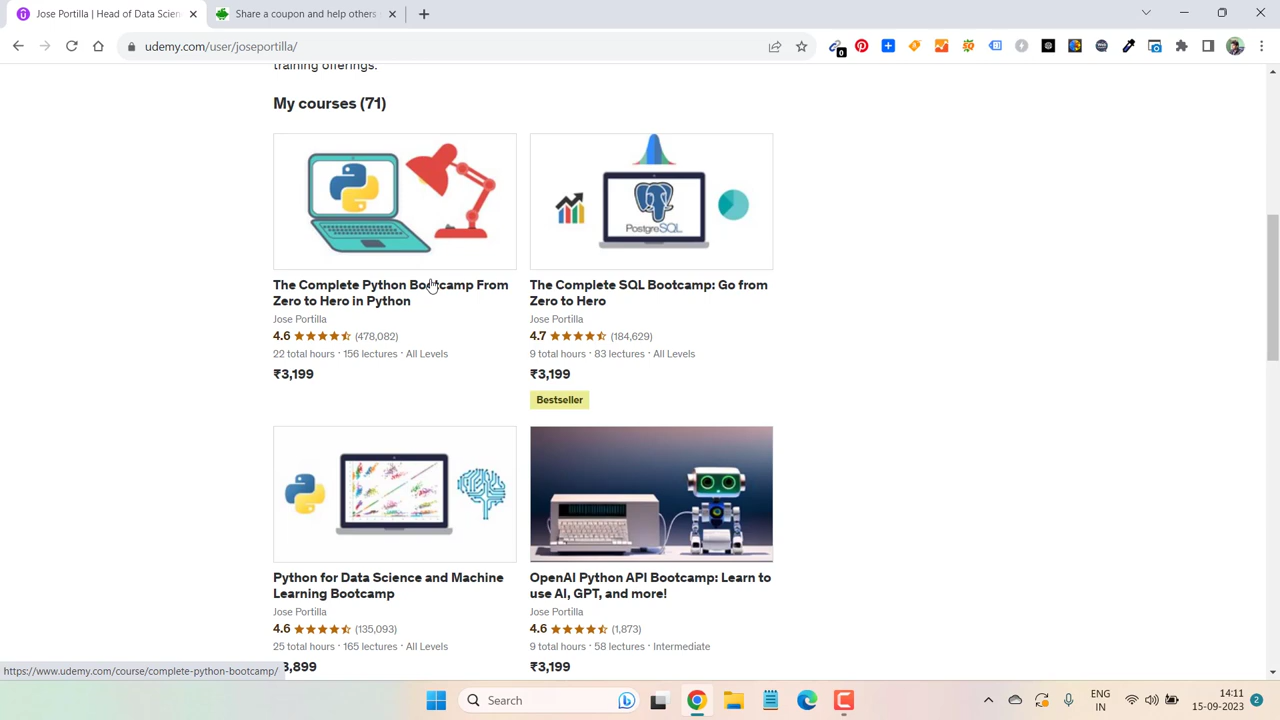 Jose Portilla | Head of Data Scien
Share a coupon and help others
udemy.com/user/joseportilla/
0
training offerings.
My courses (71)
PostgreSQL
The Complete Python Bootcamp From
Zero to Hero in Python
Jose Portilla
4.6 (478,082)
22 total hours · 156 lectures · All Levels
₹3,199
The Complete SQL Bootcamp: Go from
Zero to Hero
Jose Portilla
4.7 (184,629)
9 total hours · 83 lectures · All Levels
₹3,199
Bestseller
Python for Data Science and Machine
Learning Bootcamp
Jose Portilla
4.6 (135,093)
25 total hours · 165 lectures · All Levels
3,899
OpenAI Python API Bootcamp: Learn to
use AI, GPT, and more!
Jose Portilla
4.6 (1,873)
9 total hours · 58 lectures · Intermediate
₹3,199
https://www.udemy.com/course/complete-python-bootcamp/
Search
ENG
IN
14:11
15-09-2023
2